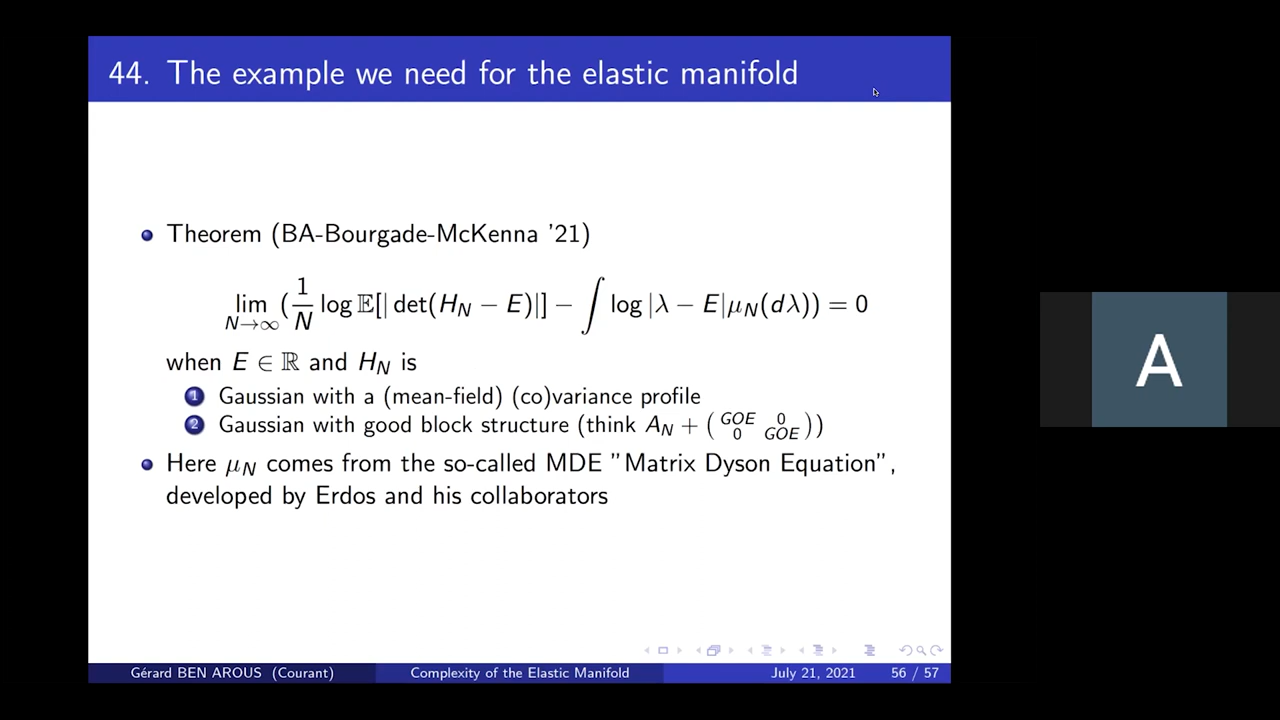 44. The example we need for the elastic manifold
Theorem (BA-Bourgade-McKenna '21)
lim_{N→∞} (1/N log 𝔼[|det(H_N − E)|] − ∫ log|λ − E|μ_N(dλ)) = 0
when E ∈ ℝ and H_N is
1 Gaussian with a (mean-field) (co)variance profile
2 Gaussian with good block structure (think A_N + (GOE 0 / 0 GOE))
Here μ_N comes from the so-called MDE "Matrix Dyson Equation",
developed by Erdos and his collaborators
Gérard BEN AROUS (Courant) Complexity of the Elastic Manifold July 21, 2021 56 / 57
A